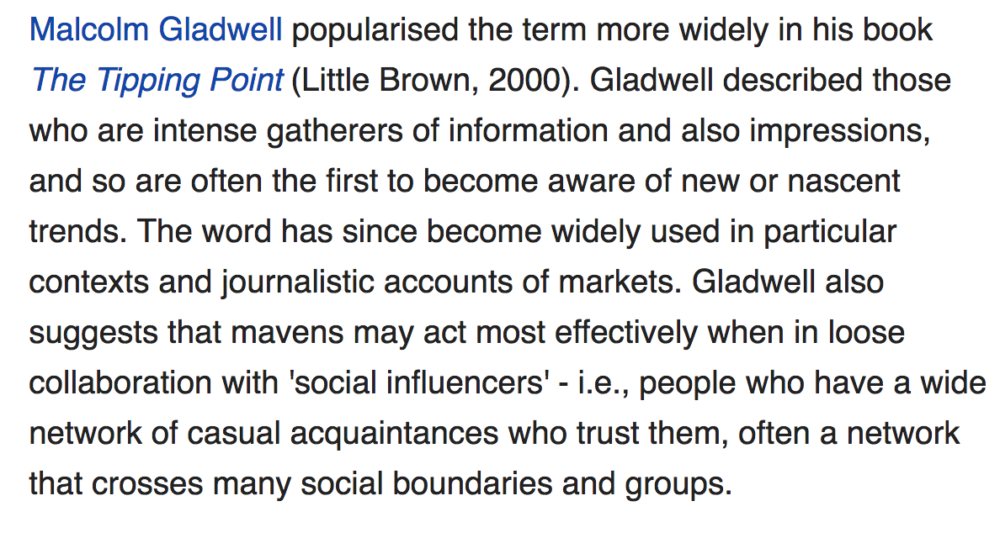 Malcolm Gladwell popularised the term more widely in his book
The Tipping Point (Little Brown, 2000). Gladwell described those
who are intense gatherers of information and also impressions,
and so are often the first to become aware of new or nascent
trends. The word has since become widely used in particular
contexts and journalistic accounts of markets. Gladwell also
suggests that mavens may act most effectively when in loose
collaboration with 'social influencers' - i.e., people who have a wide
network of casual acquaintances who trust them, often a network
that crosses many social boundaries and groups.